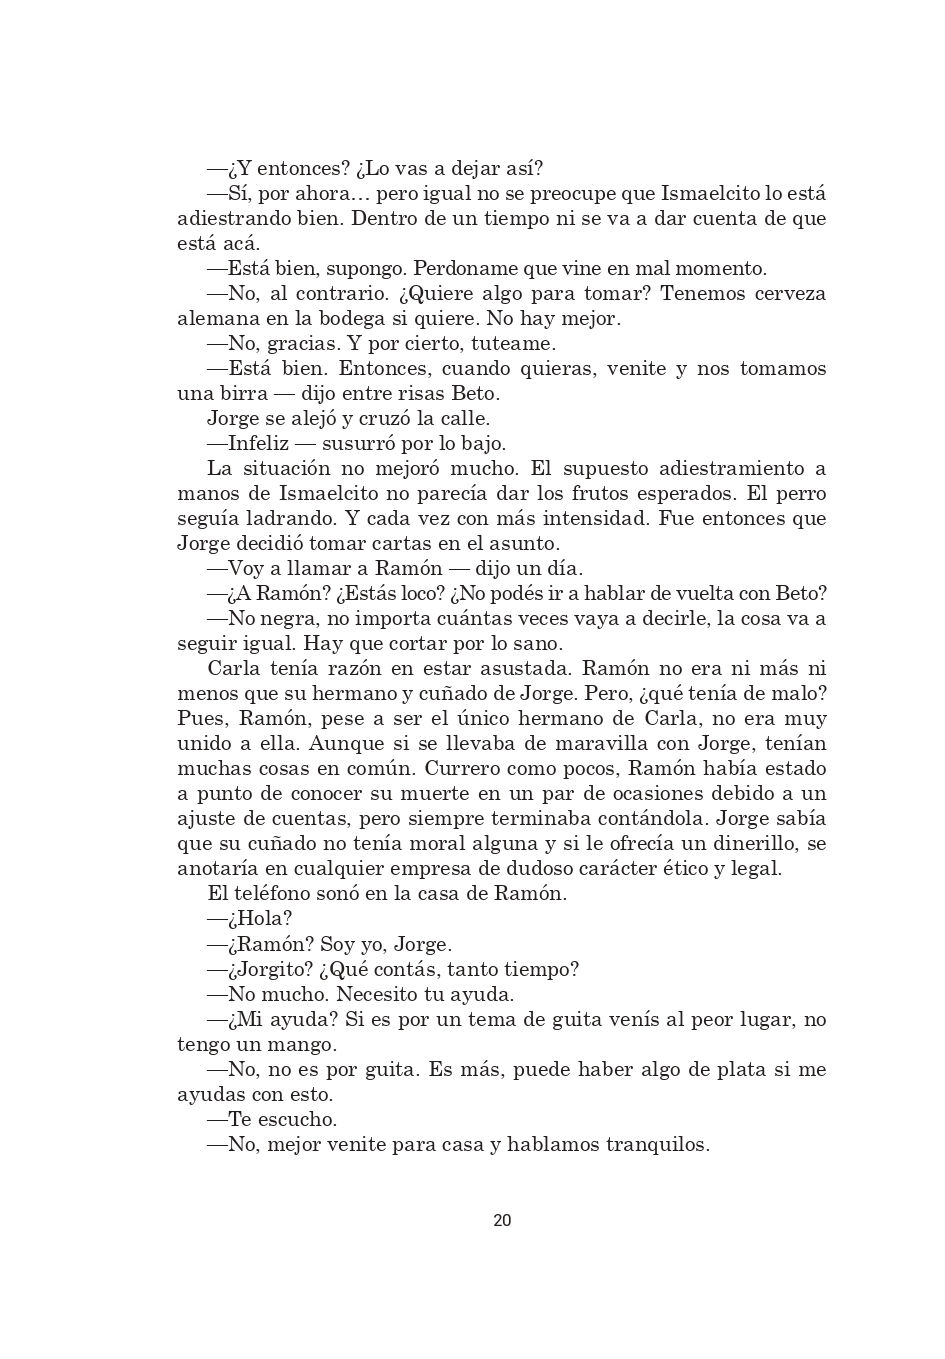 —¿Y entonces? ¿Lo vas a dejar así?
—Sí, por ahora… pero igual no se preocupe que Ismaelcito lo está
adiestrando bien. Dentro de un tiempo ni se va a dar cuenta de que
está acá.
—Está bien, supongo. Perdoname que vine en mal momento.
—No, al contrario. ¿Quiere algo para tomar? Tenemos cerveza
alemana en la bodega si quiere. No hay mejor.
—No, gracias. Y por cierto, tuteame.
—Está bien. Entonces, cuando quieras, venite y nos tomamos
una birra — dijo entre risas Beto.
Jorge se alejó y cruzó la calle.
—Infeliz — susurró por lo bajo.
La situación no mejoró mucho. El supuesto adiestramiento a
manos de Ismaelcito no parecía dar los frutos esperados. El perro
seguía ladrando. Y cada vez con más intensidad. Fue entonces que
Jorge decidió tomar cartas en el asunto.
—Voy a llamar a Ramón — dijo un día.
—¿A Ramón? ¿Estás loco? ¿No podés ir a hablar de vuelta con Beto?
—No negra, no importa cuántas veces vaya a decirle, la cosa va a
seguir igual. Hay que cortar por lo sano.
Carla tenía razón en estar asustada. Ramón no era ni más ni
menos que su hermano y cuñado de Jorge. Pero, ¿qué tenía de malo?
Pues, Ramón, pese a ser el único hermano de Carla, no era muy
unido a ella. Aunque si se llevaba de maravilla con Jorge, tenían
muchas cosas en común. Currero como pocos, Ramón había estado
a punto de conocer su muerte en un par de ocasiones debido a un
ajuste de cuentas, pero siempre terminaba contándola. Jorge sabía
que su cuñado no tenía moral alguna y si le ofrecía un dinerillo, se
anotaría en cualquier empresa de dudoso carácter ético y legal.
El teléfono sonó en la casa de Ramón.
—¿Hola?
—¿Ramón? Soy yo, Jorge.
—¿Jorgito? ¿Qué contás, tanto tiempo?
—No mucho. Necesito tu ayuda.
—¿Mi ayuda? Si es por un tema de guita venís al peor lugar, no
tengo un mango.
—No, no es por guita. Es más, puede haber algo de plata si me
ayudas con esto.
—Te escucho.
—No, mejor venite para casa y hablamos tranquilos.
20